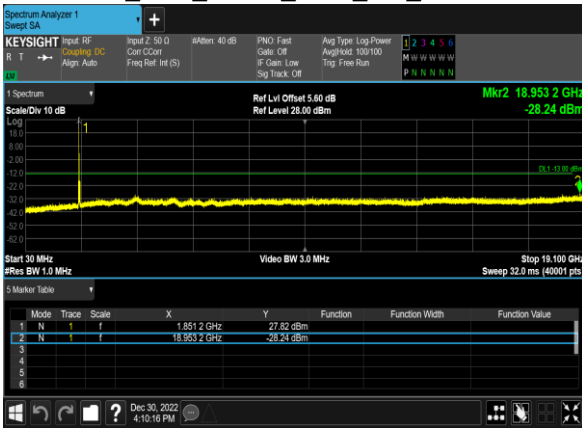 Spectrum Analyzer 1
Swept SA
+
KEYSIGHT Input: RF Input Z: 50 Ω #Atten: 40 dB PNO: Fast Avg Type: Log-Power 1 2 3 4 5 6
R T Coupling: DC Corr CCorr Gate: Off Avg|Hold: 100/100 M W W W W W
Align: Auto Freq Ref: Int (S) IF Gain: Low Trig: Free Run
LXI Sig Track: Off P N N N N N
1 Spectrum Ref Lvl Offset 5.60 dB Mkr2 18.953 2 GHz
Scale/Div 10 dB Ref Level 28.00 dBm -28.24 dBm
Log
1
18.0
8.00
-2.00
-12.0 DL1 -13.00 dBm
-22.0 2
-32.0
-42.0
-52.0
-62.0
Start 30 MHz Video BW 3.0 MHz Stop 19.100 GHz
#Res BW 1.0 MHz Sweep 32.0 ms (40001 pts
5 Marker Table
Mode Trace Scale X Y Function Function Width Function Value
1 N 1 f 1.851 2 GHz 27.82 dBm
2 N 1 f 18.953 2 GHz -28.24 dBm
3
4
5
6
? Dec 30, 2022
4:10:16 PM